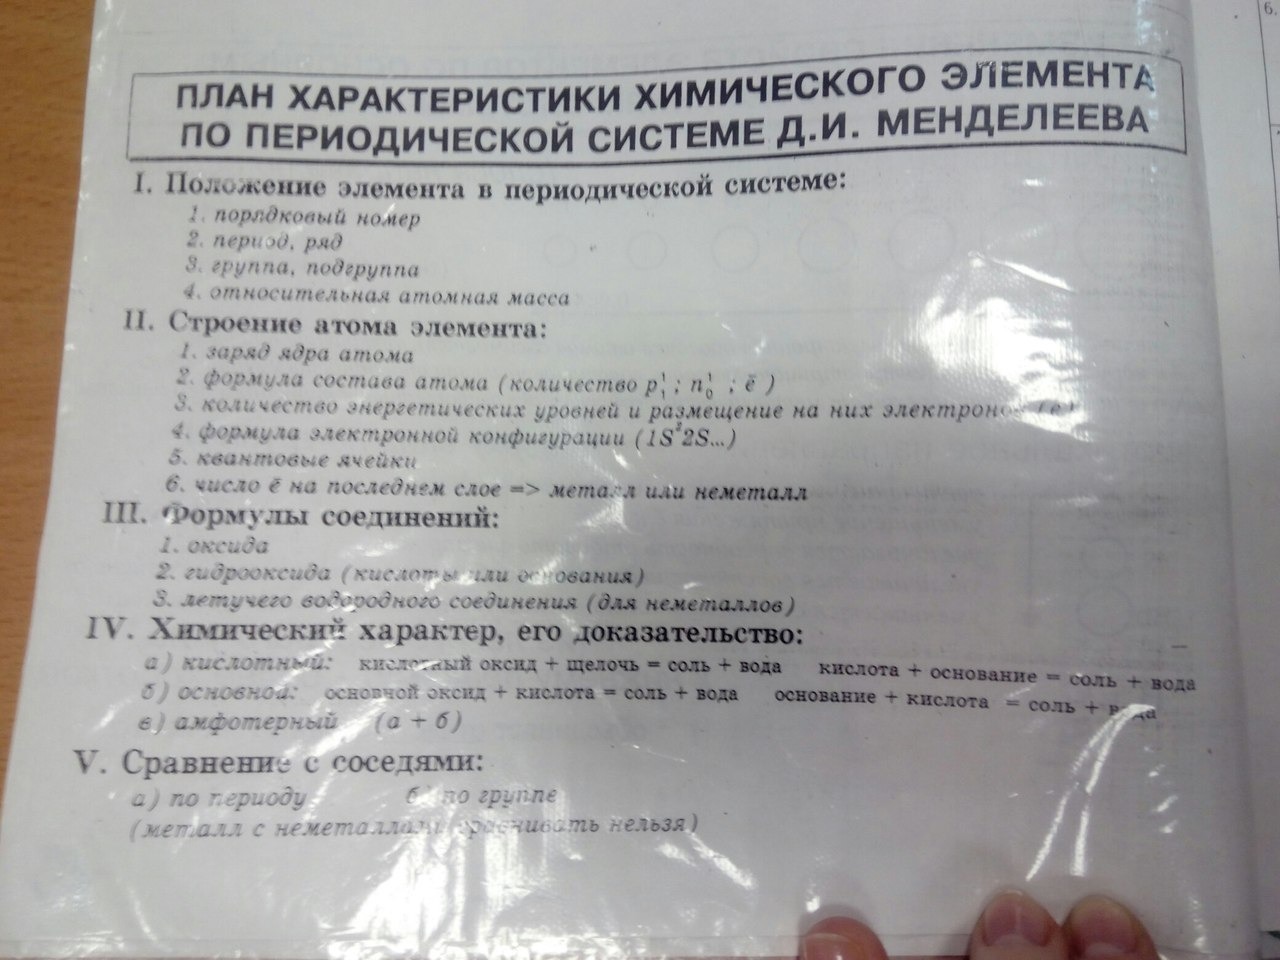 ПЛАН ХАРАКТЕРИСТИКИ ХИМИЧЕСКОГО ЭЛЕМЕНТА
ПО ПЕРИОДИЧЕСКОЙ СИСТЕМЕ Д.И. МЕНДЕЛЕЕВА
I. Положение элемента в периодической системе:
1. порядковый номер
2. период, ряд
3. группа, подгруппа
4. относительная атомная масса
II. Строение атома элемента:
1. заряд ядра атома
2. формула состава атома (количество p¹₁ ; n¹₀ ; ē )
3. количество энергетических уровней и размещение на них электронов (ē)
4. формула электронной конфигурации (1S²2S...)
5. квантовые ячейки
6. число ē на последнем слое => металл или неметалл
III. Формулы соединений:
1. оксида
2. гидрооксида (кислоты или основания)
3. летучего водородного соединения (для неметаллов)
IV. Химический характер, его доказательство:
а) кислотный: кислотный оксид + щелочь = соль + вода кислота + основание = соль + вода
б) основной: основной оксид + кислота = соль + вода основание + кислота = соль + вода
в) амфотерный (а + б)
V. Сравнение с соседями:
а) по периоду б) по группе
(металл с неметаллами сравнивать нельзя)
6.